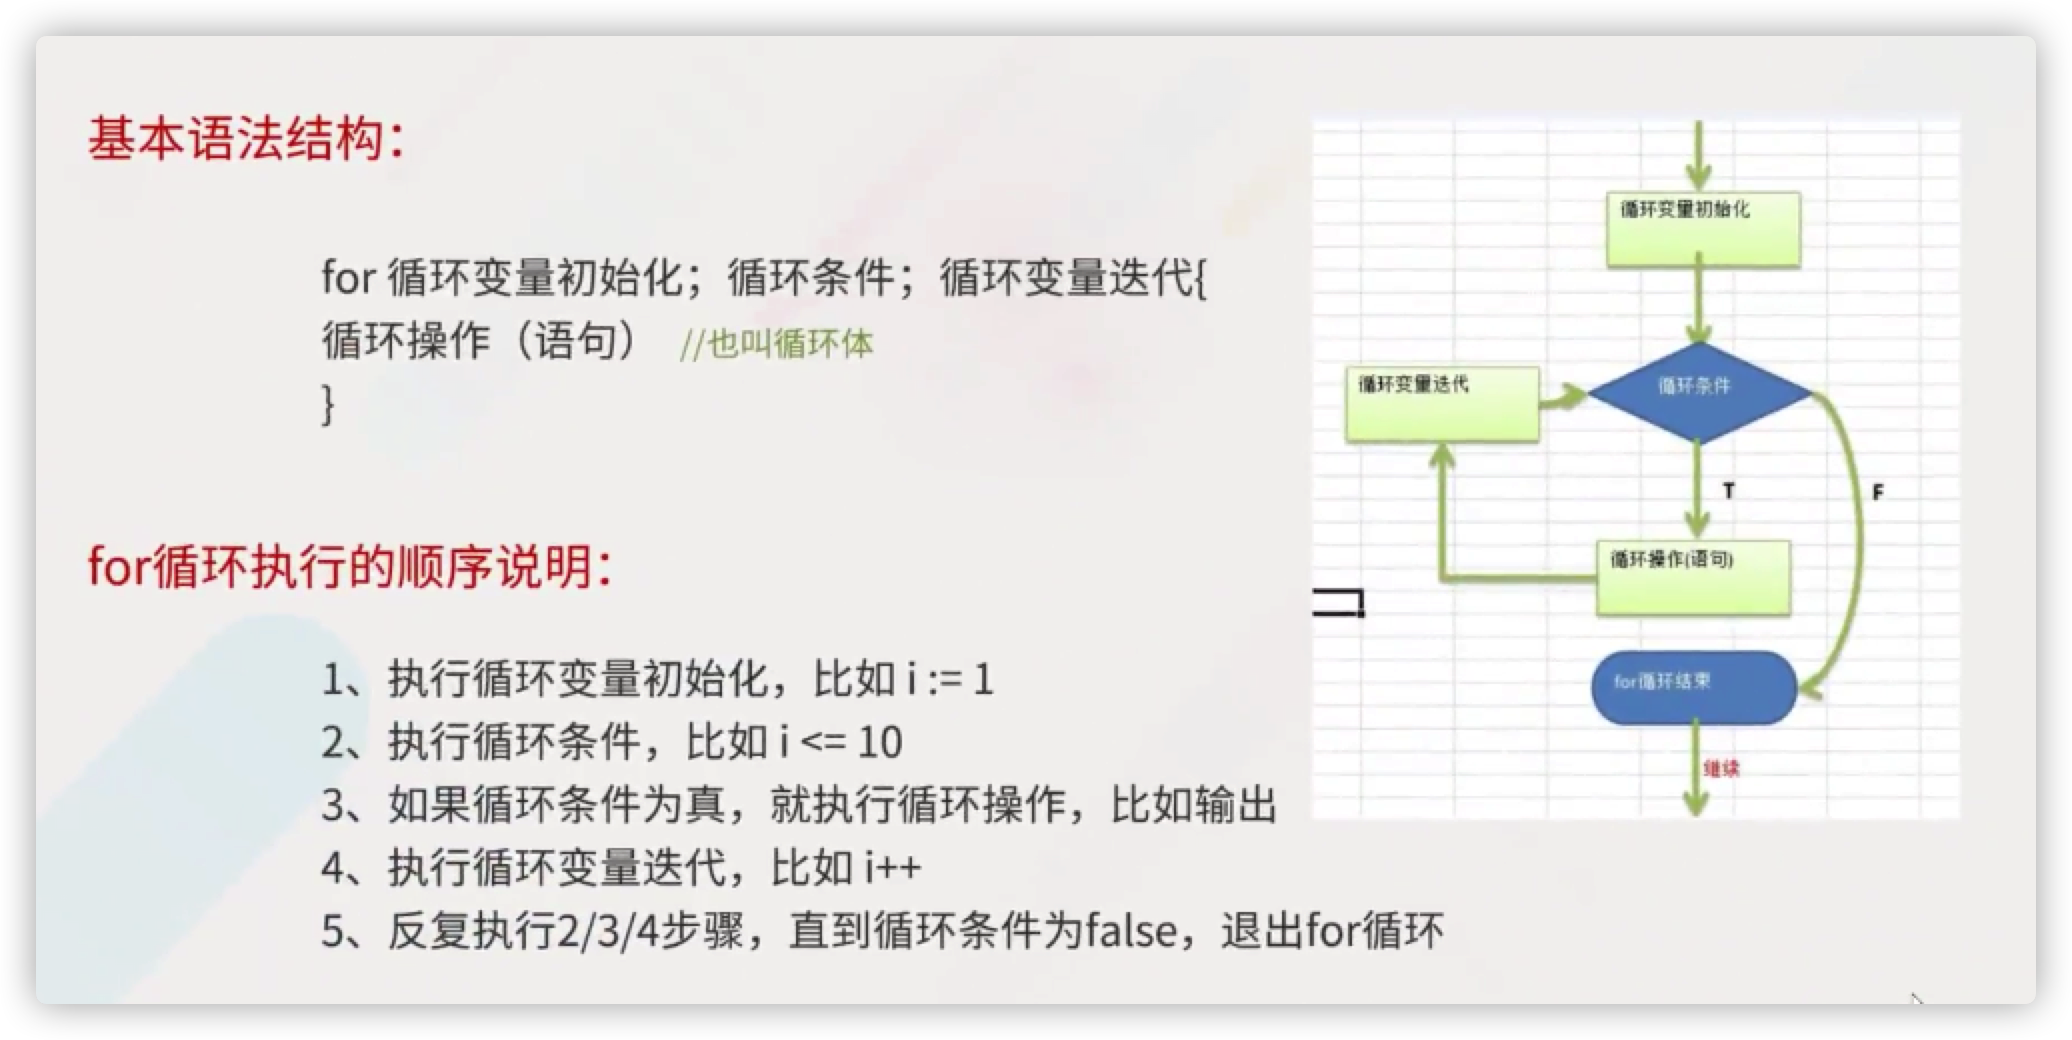 基本语法结构：
for 循环变量初始化；循环条件；循环变量迭代{
循环操作（语句） //也叫循环体
}
for循环执行的顺序说明：
1、执行循环变量初始化，比如 i := 1
2、执行循环条件，比如 i <= 10
3、如果循环条件为真，就执行循环操作，比如输出
4、执行循环变量迭代，比如 i++
5、反复执行2/3/4步骤，直到循环条件为false，退出for循环
循环变量初始化
循环条件
循环变量迭代
T
F
循环操作(语句)
for循环结束
继续